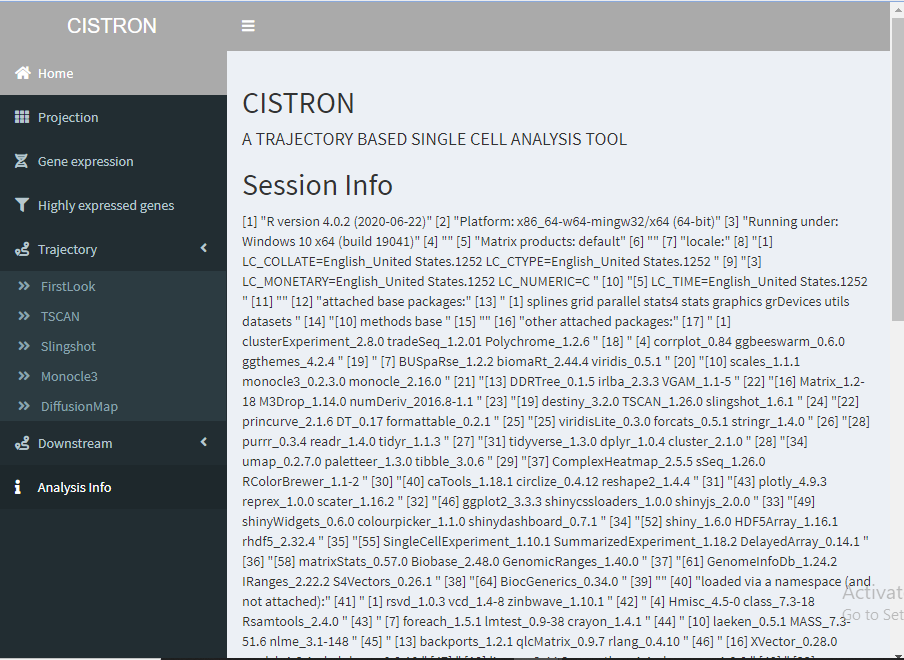 CISTRON
Home
Projection
Gene expression
Highly expressed genes
Trajectory
FirstLook
TSCAN
Slingshot
Monocle3
DiffusionMap
Downstream
Analysis Info
CISTRON
A TRAJECTORY BASED SINGLE CELL ANALYSIS TOOL
Session Info
[1] "R version 4.0.2 (2020-06-22)" [2] "Platform: x86_64-w64-mingw32/x64 (64-bit)" [3] "Running under:
Windows 10 x64 (build 19041)" [4] "" [5] "Matrix products: default" [6] "" [7] "locale:" [8] "[1]
LC_COLLATE=English_United States.1252 LC_CTYPE=English_United States.1252 " [9] "[3]
LC_MONETARY=English_United States.1252 LC_NUMERIC=C " [10] "[5] LC_TIME=English_United States.1252
" [11] "" [12] "attached base packages:" [13] " [1] splines grid parallel stats4 stats graphics grDevices utils
datasets " [14] "[10] methods base " [15] "" [16] "other attached packages:" [17] " [1]
clusterExperiment_2.8.0 tradeSeq_1.2.01 Polychrome_1.2.6 " [18] " [4] corrplot_0.84 ggbeeswarm_0.6.0
ggthemes_4.2.4 " [19] " [7] BUSpaRse_1.2.2 biomaRt_2.44.4 viridis_0.5.1 " [20] "[10] scales_1.1.1
monocle3_0.2.3.0 monocle_2.16.0 " [21] "[13] DDRTree_0.1.5 irlba_2.3.3 VGAM_1.1-5 " [22] "[16] Matrix_1.2-
18 M3Drop_1.14.0 numDeriv_2016.8-1.1 " [23] "[19] destiny_3.2.0 TSCAN_1.26.0 slingshot_1.6.1 " [24] "[22]
princurve_2.1.6 DT_0.17 formattable_0.2.1 " [25] "[25] viridisLite_0.3.0 forcats_0.5.1 stringr_1.4.0 " [26] "[28]
purrr_0.3.4 readr_1.4.0 tidyr_1.1.3 " [27] "[31] tidyverse_1.3.0 dplyr_1.0.4 cluster_2.1.0 " [28] "[34]
umap_0.2.7.0 paletteer_1.3.0 tibble_3.0.6 " [29] "[37] ComplexHeatmap_2.5.5 sSeq_1.26.0
RColorBrewer_1.1-2 " [30] "[40] caTools_1.18.1 circlize_0.4.12 reshape2_1.4.4 " [31] "[43] plotly_4.9.3
reprex_1.0.0 scater_1.16.2 " [32] "[46] ggplot2_3.3.3 shinycssloaders_1.0.0 shinyjs_2.0.0 " [33] "[49]
shinyWidgets_0.6.0 colourpicker_1.1.0 shinydashboard_0.7.1 " [34] "[52] shiny_1.6.0 HDF5Array_1.16.1
rhdf5_2.32.4 " [35] "[55] SingleCellExperiment_1.10.1 SummarizedExperiment_1.18.2 DelayedArray_0.14.1 "
[36] "[58] matrixStats_0.57.0 Biobase_2.48.0 GenomicRanges_1.40.0 " [37] "[61] GenomeInfoDb_1.24.2
IRanges_2.22.2 S4Vectors_0.26.1 " [38] "[64] BiocGenerics_0.34.0 " [39] "" [40] "loaded via a namespace (and
not attached):" [41] " [1] rsvd_1.0.3 vcd_1.4-8 zinbwave_1.10.1 " [42] " [4] Hmisc_4.5-0 class_7.3-18
Rsamtools_2.4.0 " [43] " [7] foreach_1.5.1 lmtest_0.9-38 crayon_1.4.1 " [44] " [10] laeken_0.5.1 MASS_7.3-
51.6 nlme_3.1-148 " [45] " [13] backports_1.2.1 qlcMatrix_0.9.7 rlang_0.4.10 " [46] " [16] XVector_0.28.0
Activat
Go to Set